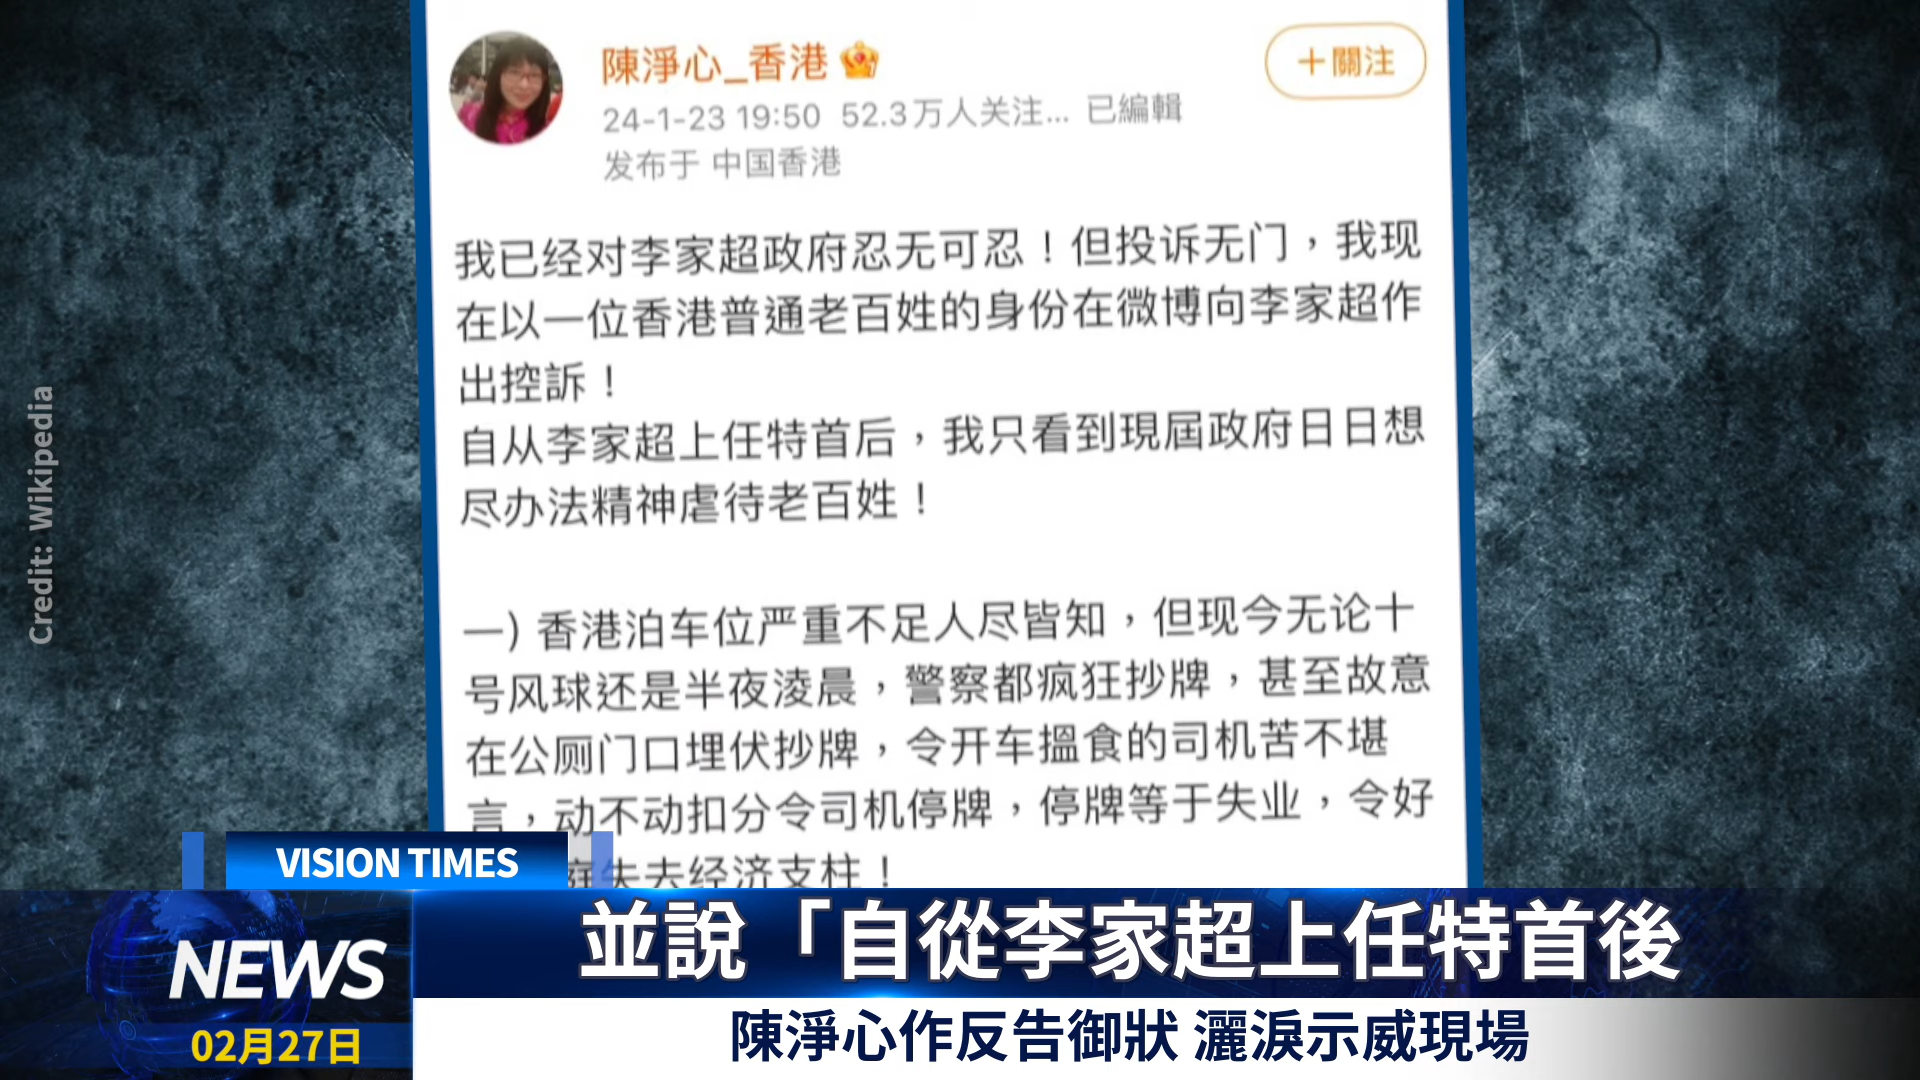 陳淨心_香港
十關注
24-1-23 19:50 52.3万人关注... 已編輯
发布于 中国香港
我已经对李家超政府忍无可忍！但投诉无门，我现
在以一位香港普通老百姓的身份在微博向李家超作
出控訴！
自从李家超上任特首后，我只看到現屆政府日日想
尽办法精神虐待老百姓！
一) 香港泊车位严重不足人尽皆知，但现今无论十
号风球还是半夜淩晨，警察都疯狂抄牌，甚至故意
在公厕门口埋伏抄牌，令开车搵食的司机苦不堪
言，动不动扣分令司机停牌，停牌等于失业，令好
庭失去经济支柱！
Credit: Wikipedia
VISION TIMES
並說「自從李家超上任特首後
NEWS
02月27日
陳淨心作反告御狀 灑淚示威現場